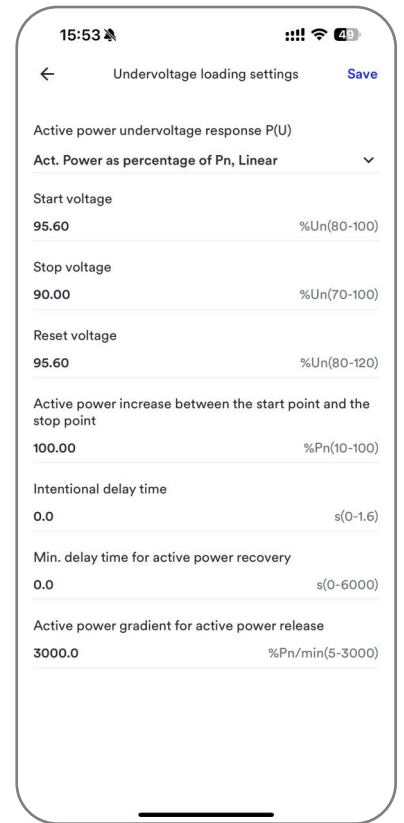 15:53
49
Undervoltage loading settings
Save
Active power undervoltage response P(U)
Act. Power as percentage of Pn, Linear
Start voltage
95.60 %Un(80-100)
Stop voltage
90.00 %Un(70-100)
Reset voltage
95.60 %Un(80-120)
Active power increase between the start point and the
stop point
100.00 %Pn(10-100)
Intentional delay time
0.0 s(0-1.6)
Min. delay time for active power recovery
0.0 s(0-6000)
Active power gradient for active power release
3000.0 %Pn/min(5-3000)